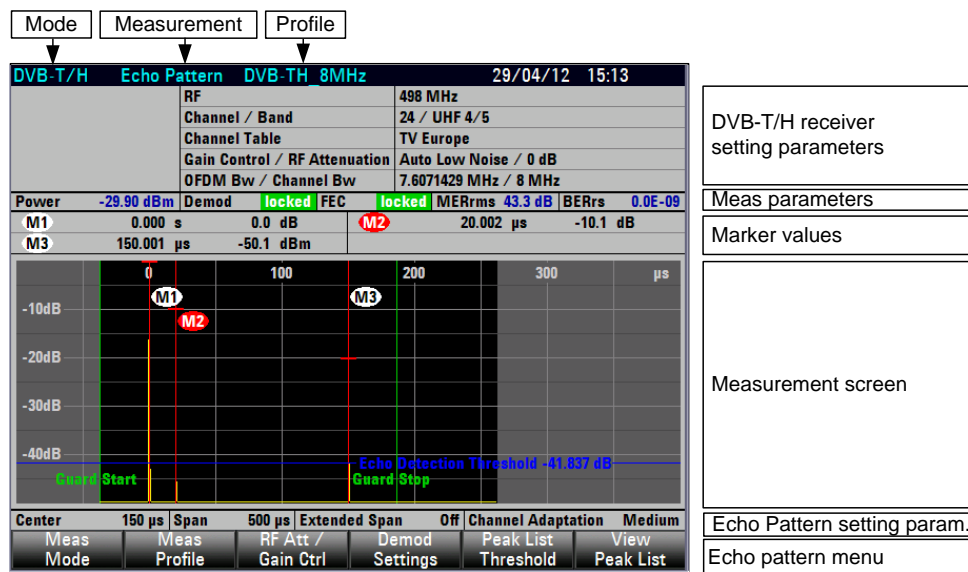 Mode Measurement Profile
DVB-T/H Echo Pattern DVB-TH_8MHz 29/04/12 15:13
RF 498 MHz
Channel / Band 24 / UHF 4/5
Channel Table TV Europe
Gain Control / RF Attenuation Auto Low Noise / 0 dB
OFDM Bw / Channel Bw 7.6071429 MHz / 8 MHz
DVB-T/H receiver
setting parameters
Power -29.90 dBm Demod locked FEC locked MERrms 43.3 dB BERrs 0.0E-09
Meas parameters
M1 0.000 s 0.0 dB M2 20.002 µs -10.1 dB
M3 150.001 µs -50.1 dBm
Marker values
0 100 200 300 µs
M1 M3
-10dB
M2
-20dB
-30dB
-40dB
Echo Detection Threshold -41.837 dB
Guard Start Guard Stop
Measurement screen
Center 150 µs Span 500 µs Extended Span Off Channel Adaptation Medium
Echo Pattern setting param.
Meas Meas RF Att / Demod Peak List View
Mode Profile Gain Ctrl Settings Threshold Peak List
Echo pattern menu